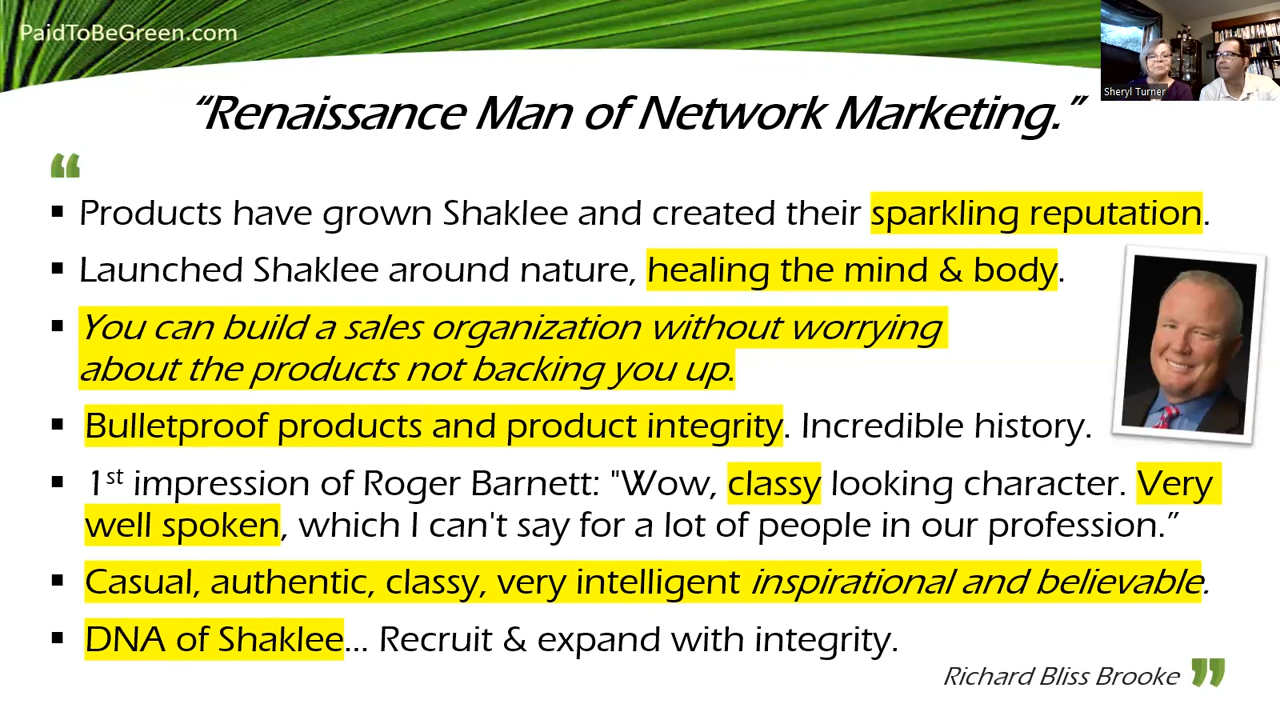 PaidToBeGreen.com
Sheryl Turner
“Renaissance Man of Network Marketing.”
“
▪ Products have grown Shaklee and created their sparkling reputation.
▪ Launched Shaklee around nature, healing the mind & body.
▪ You can build a sales organization without worrying
about the products not backing you up.
▪ Bulletproof products and product integrity. Incredible history.
▪ 1st impression of Roger Barnett: "Wow, classy looking character. Very
well spoken, which I can't say for a lot of people in our profession.”
▪ Casual, authentic, classy, very intelligent inspirational and believable.
▪ DNA of Shaklee... Recruit & expand with integrity.
Richard Bliss Brooke ”